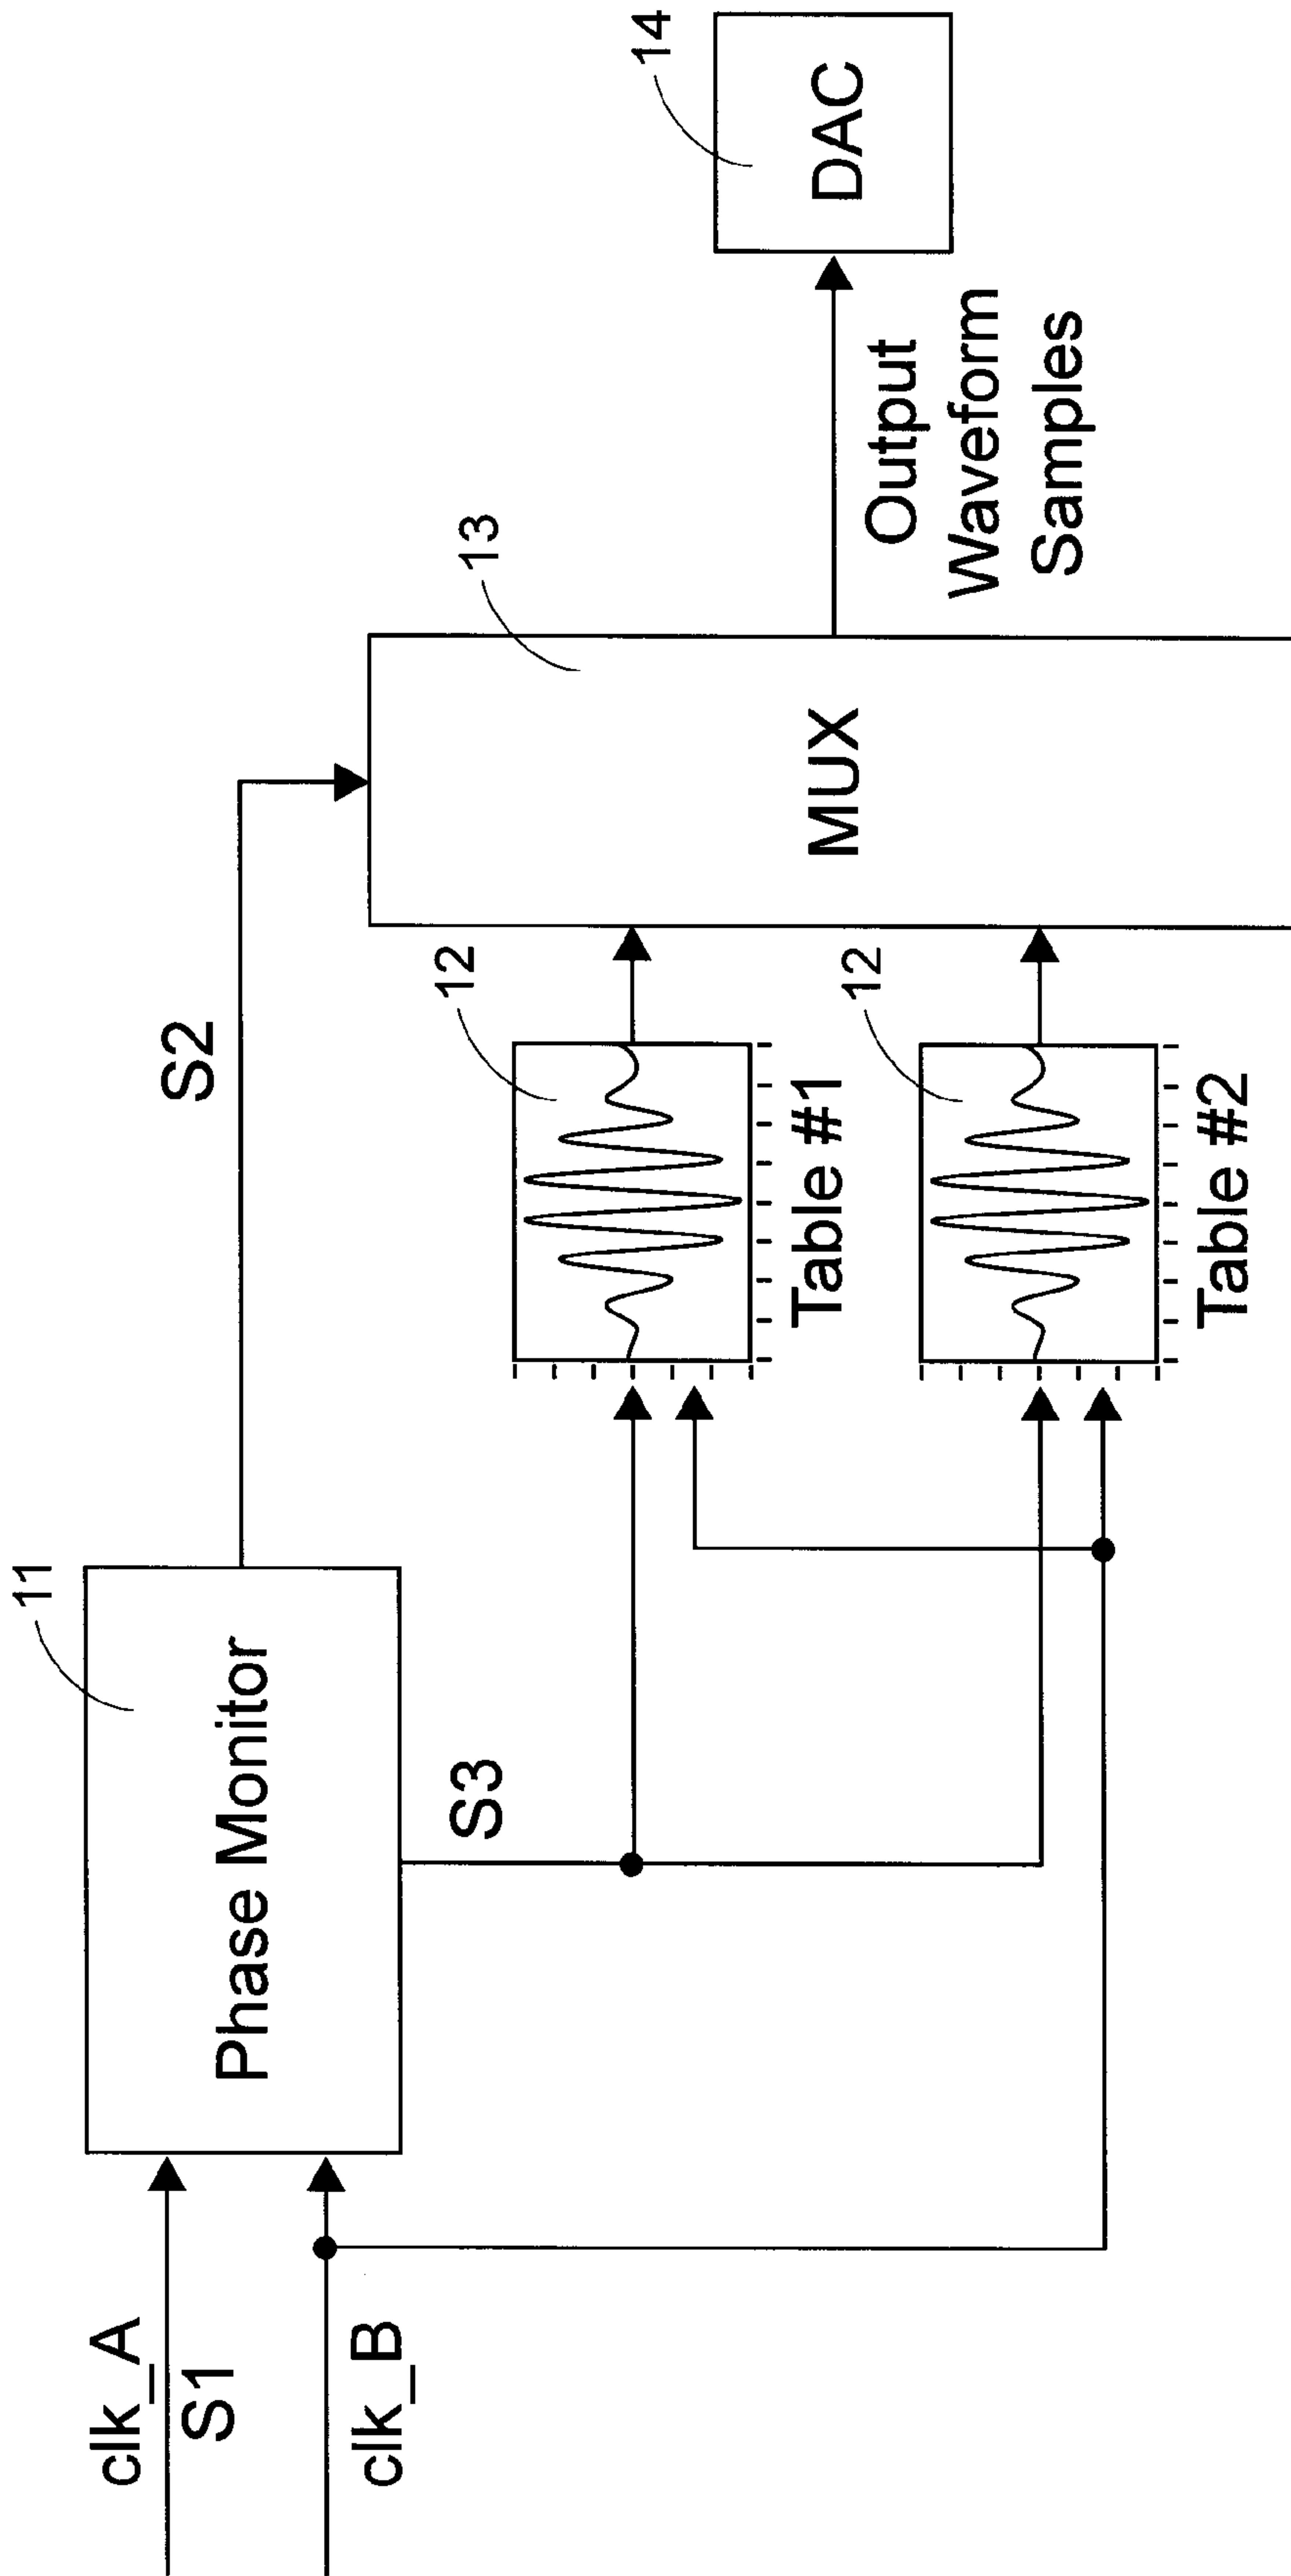 clk_A
S1
clk_B
11
Phase Monitor
S2
S3
12
Table #1
12
Table #2
13
MUX
Output
Waveform
Samples
14
DAC